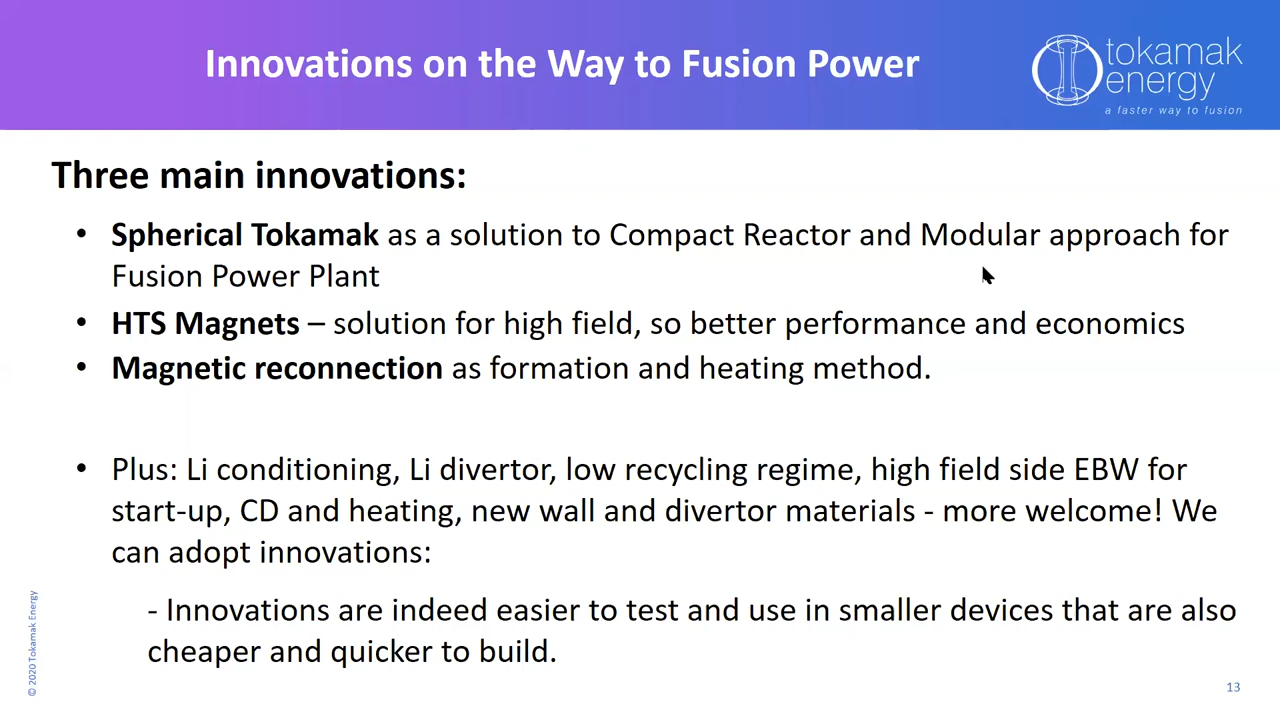 Innovations on the Way to Fusion Power
tokamak
energy
a faster way to fusion
Three main innovations:
• Spherical Tokamak as a solution to Compact Reactor and Modular approach for
Fusion Power Plant
• HTS Magnets – solution for high field, so better performance and economics
• Magnetic reconnection as formation and heating method.
• Plus: Li conditioning, Li divertor, low recycling regime, high field side EBW for
start-up, CD and heating, new wall and divertor materials - more welcome! We
can adopt innovations:
- Innovations are indeed easier to test and use in smaller devices that are also
cheaper and quicker to build.
© 2020 Tokamak Energy
13